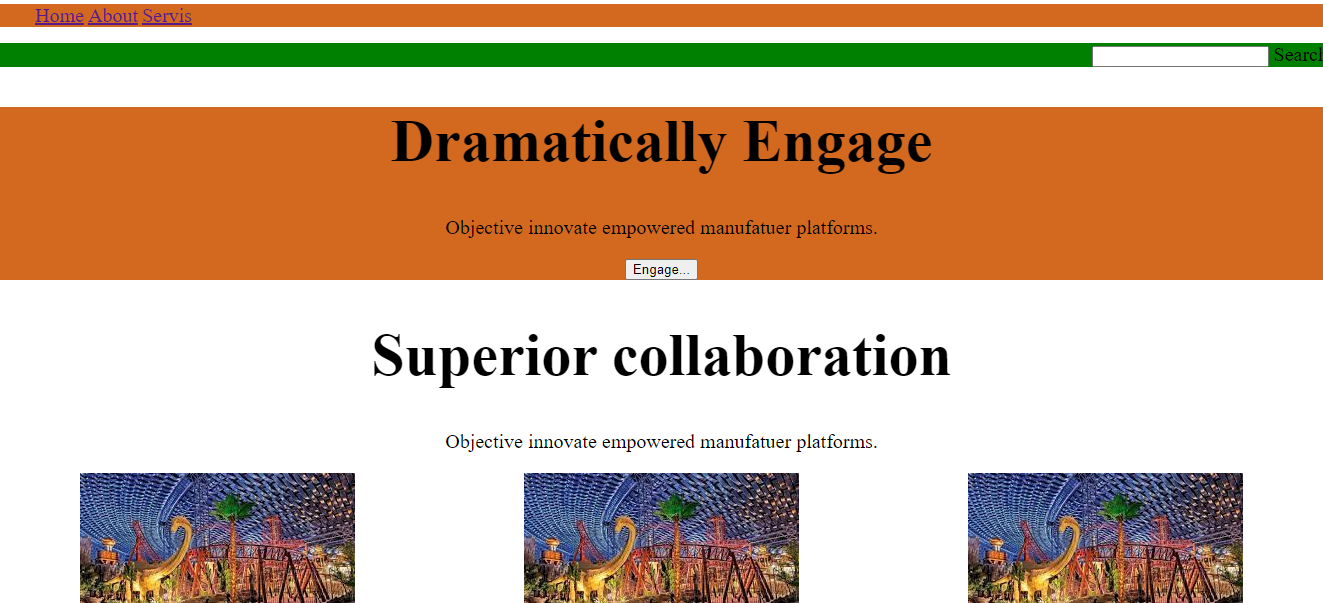 Home About Servis
Search
Dramatically Engage
Objective innovate empowered manufatuer platforms.
Engage...
Superior collaboration
Objective innovate empowered manufatuer platforms.